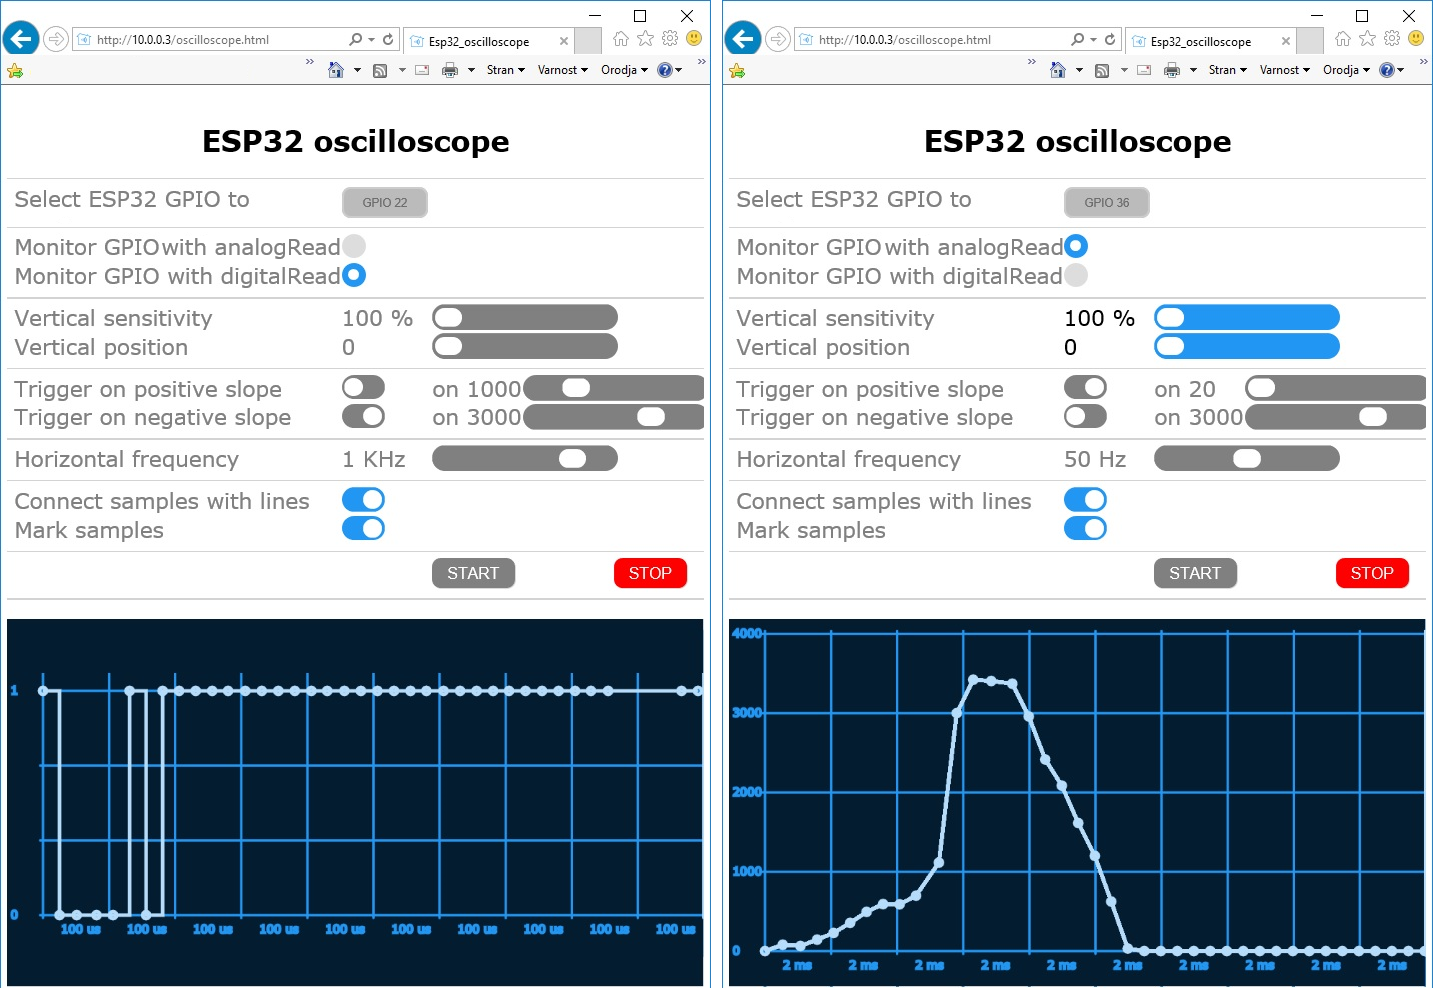 http://10.0.0.3/oscilloscope.html
Esp32_oscilloscope
Stran
Varnost
Orodja
ESP32 oscilloscope
Select ESP32 GPIO to
GPIO 22
Monitor GPIO with analogRead
Monitor GPIO with digitalRead
Vertical sensitivity 100 %
Vertical position 0
Trigger on positive slope on 1000
Trigger on negative slope on 3000
Horizontal frequency 1 KHz
Connect samples with lines
Mark samples
START STOP
1
0
100 us 100 us 100 us 100 us 100 us 100 us 100 us 100 us 100 us 100 us
http://10.0.0.3/oscilloscope.html
Esp32_oscilloscope
Stran
Varnost
Orodja
ESP32 oscilloscope
Select ESP32 GPIO to
GPIO 36
Monitor GPIO with analogRead
Monitor GPIO with digitalRead
Vertical sensitivity 100 %
Vertical position 0
Trigger on positive slope on 20
Trigger on negative slope on 3000
Horizontal frequency 50 Hz
Connect samples with lines
Mark samples
START STOP
4000
3000
2000
1000
0
2 ms 2 ms 2 ms 2 ms 2 ms 2 ms 2 ms 2 ms 2 ms 2 ms